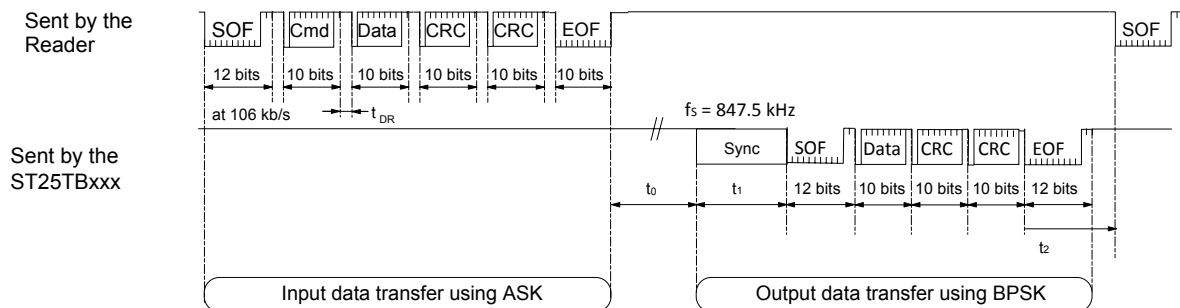 Sent by the
Reader
SOF Cmd Data CRC CRC EOF SOF
12 bits 10 bits 10 bits 10 bits 10 bits 10 bits
at 106 kb/s t DR fS = 847.5 kHz
Sent by the
ST25TBxxx
Sync SOF Data CRC CRC EOF
t0 t1 12 bits 10 bits 10 bits 10 bits 12 bits
t2
Input data transfer using ASK Output data transfer using BPSK